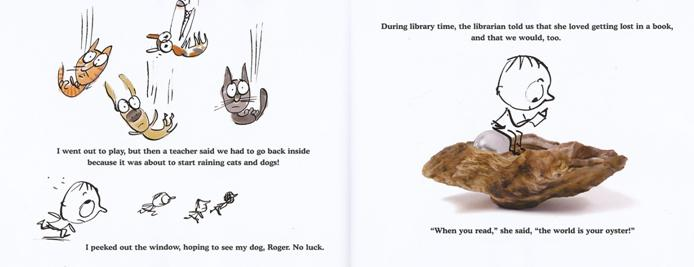 I went out to play, but then a teacher said we had to go back inside
because it was about to start raining cats and dogs!
I peeked out the window, hoping to see my dog, Roger. No luck.
During library time, the librarian told us that she loved getting lost in a book,
and that we would, too.
“When you read,” she said, “the world is your oyster!”